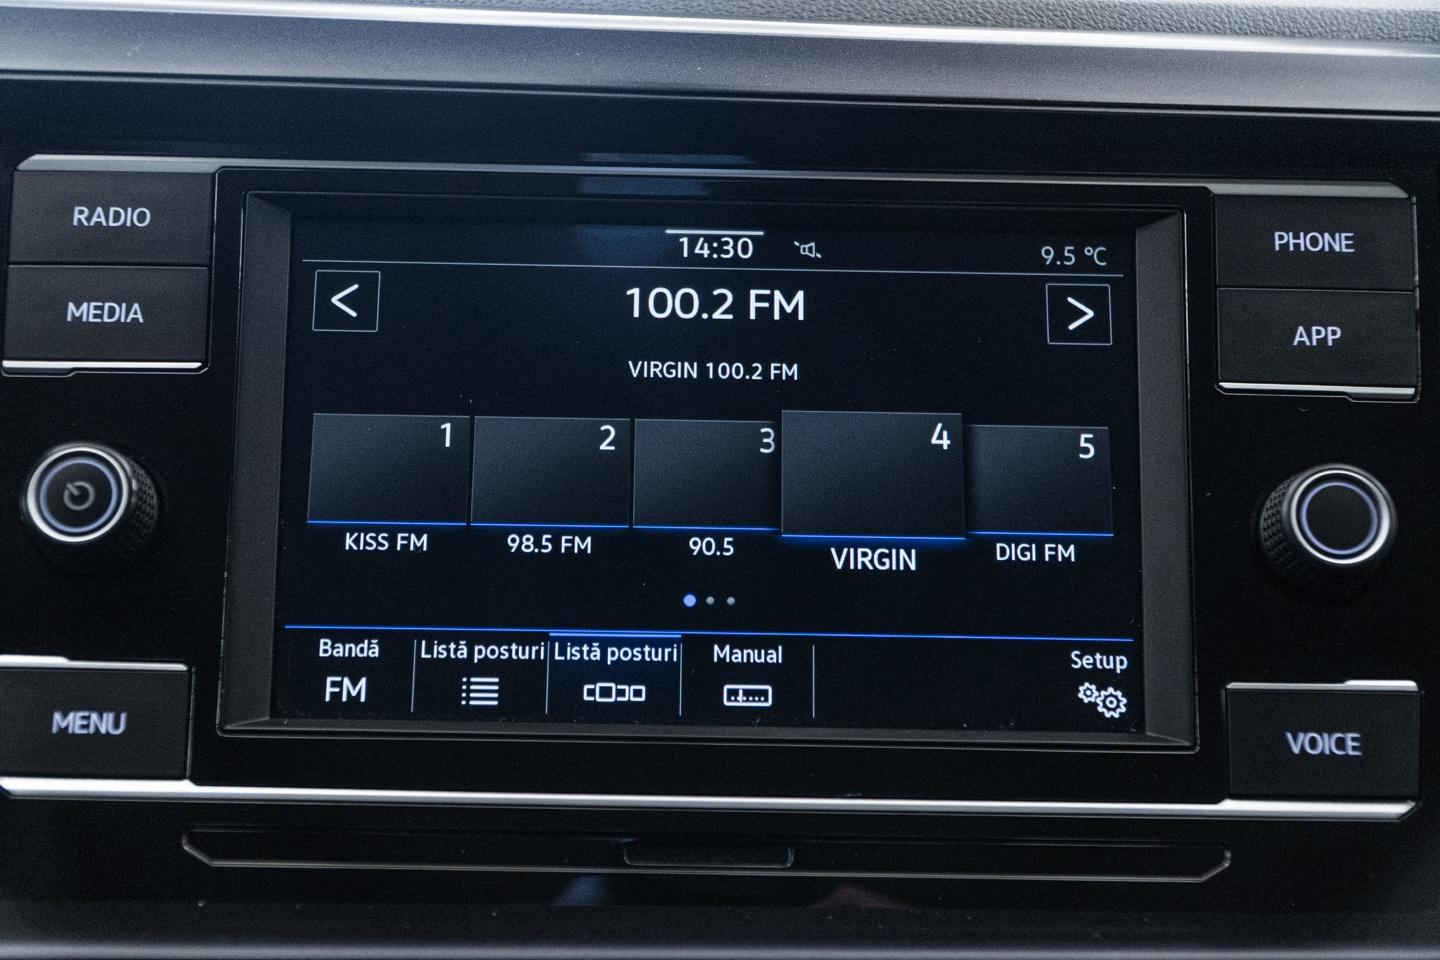 RADIO
MEDIA
MENU
14:30
9.5 °C
<
100.2 FM
>
VIRGIN 100.2 FM
1
2
3
4
5
KISS FM
98.5 FM
90.5
VIRGIN
DIGI FM
Bandă
Listă posturi
Listă posturi
Manual
Setup
FM
PHONE
APP
VOICE